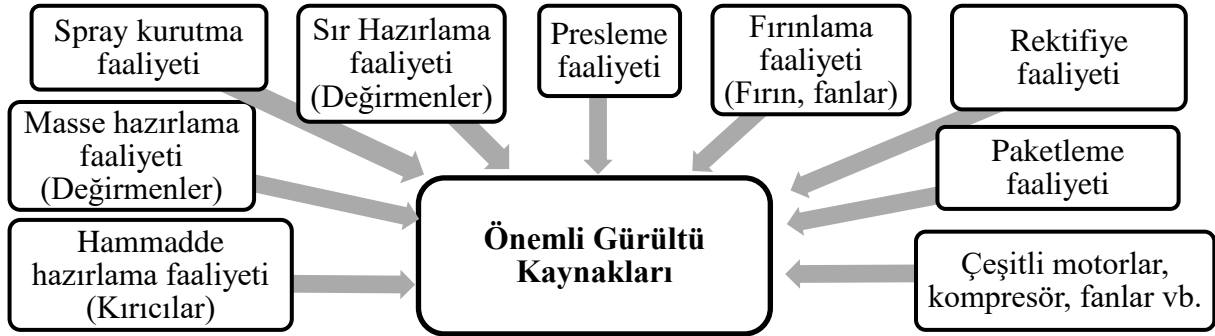 Spray kurutma
faaliyeti
Sır Hazırlama
faaliyeti
(Değirmenler)
Presleme
faaliyeti
Fırınlama
faaliyeti
(Fırın, fanlar)
Rektifiye
faaliyeti
Masse hazırlama
faaliyeti
(Değirmenler)
Paketleme
faaliyeti
Hammadde
hazırlama faaliyeti
(Kırıcılar)
Önemli Gürültü
Kaynakları
Çeşitli motorlar,
kompresör, fanlar vb.